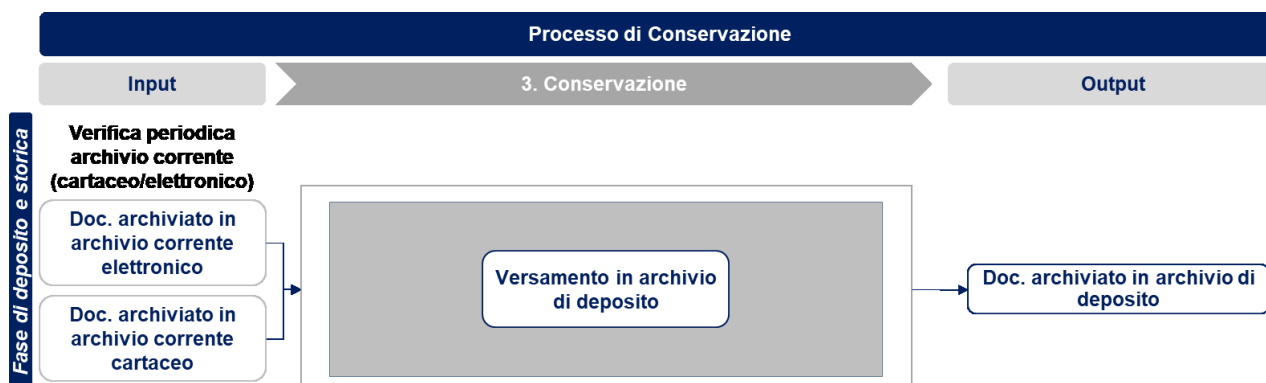 Processo di Conservazione
Input
3. Conservazione
Output
Fase di deposito e storica
Verifica periodica
archivio corrente
(cartaceo/elettronico)
Doc. archiviato in
archivio corrente
elettronico
Doc. archiviato in
archivio corrente
cartaceo
Versamento in archivio
di deposito
Doc. archiviato in archivio di
deposito